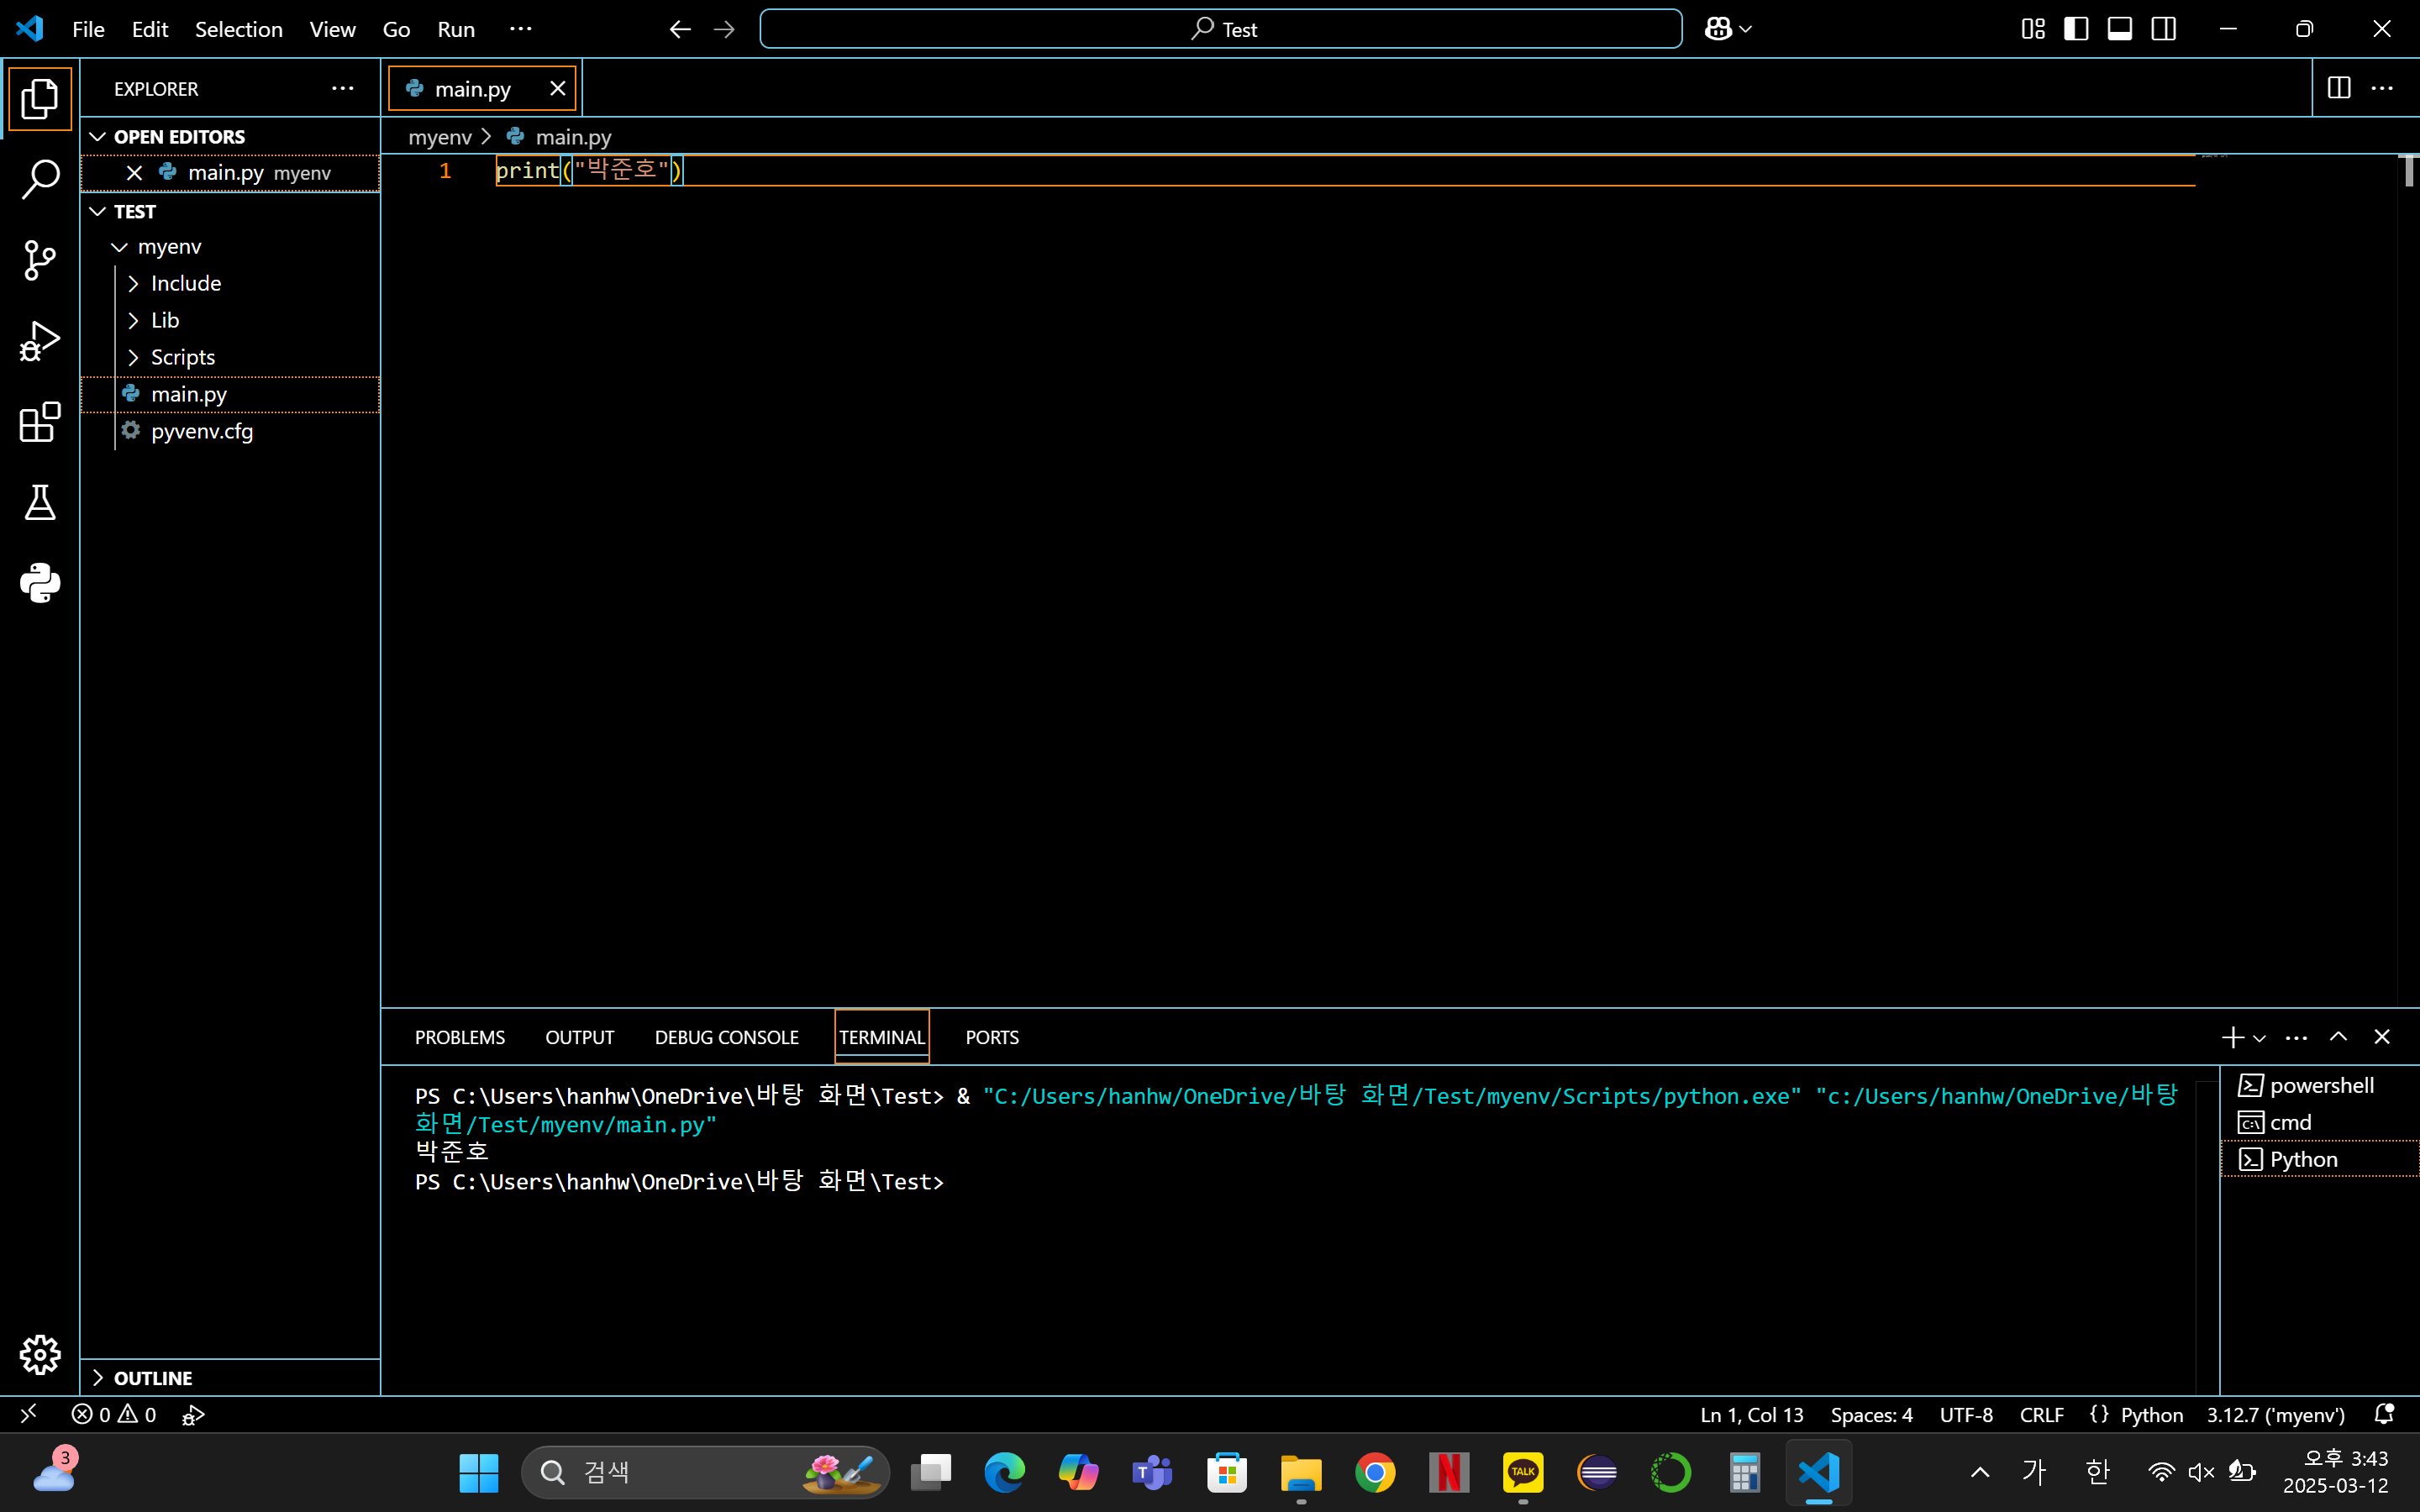 File Edit Selection View Go Run ···
Test
EXPLORER ···
OPEN EDITORS
main.py myenv
TEST
myenv
Include
Lib
Scripts
main.py
pyvenv.cfg
OUTLINE
main.py
myenv > main.py
1 print("박준호")
PROBLEMS OUTPUT DEBUG CONSOLE TERMINAL PORTS
PS C:\Users\hanhw\OneDrive\바탕 화면\Test> & "C:/Users/hanhw/OneDrive/바탕 화면/Test/myenv/Scripts/python.exe" "c:/Users/hanhw/OneDrive/바탕
화면/Test/myenv/main.py"
박준호
PS C:\Users\hanhw\OneDrive\바탕 화면\Test>
powershell
cmd
Python
0 0
Ln 1, Col 13 Spaces: 4 UTF-8 CRLF {} Python 3.12.7 ('myenv')
3
검색
TALK
가 한
오후 3:43
2025-03-12